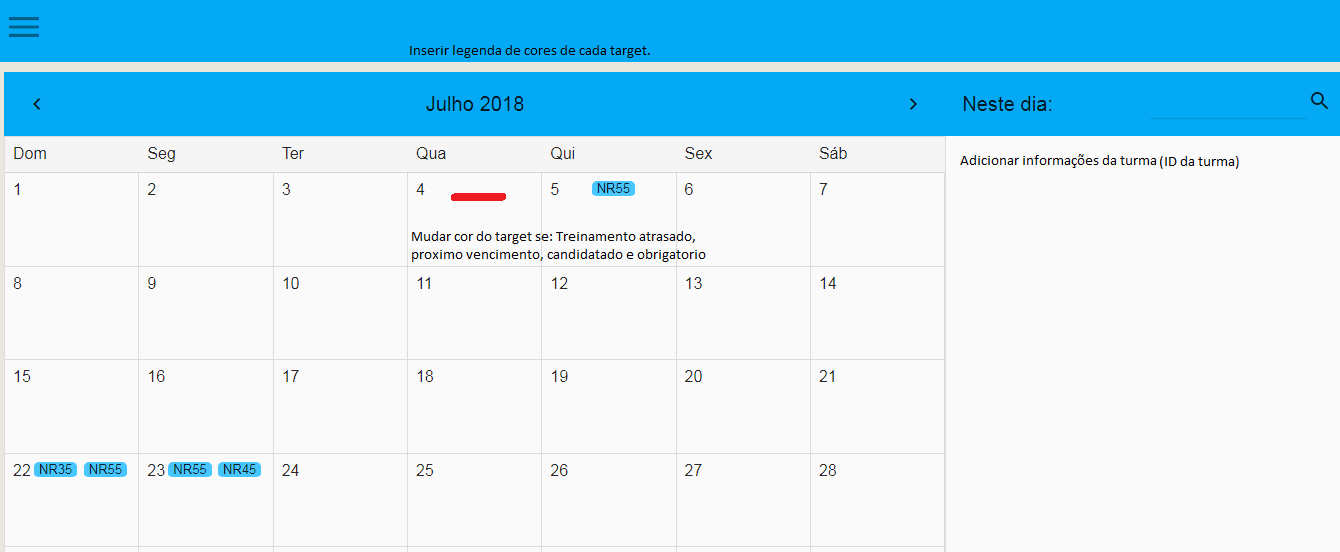 Inserir legenda de cores de cada target.
Julho 2018
Neste dia:
Dom Seg Ter Qua Qui Sex Sáb
Adicionar informações da turma (ID da turma)
1 2 3 4 5 NR55 6 7
Mudar cor do target se: Treinamento atrasado,
proximo vencimento, candidatado e obrigatorio
8 9 10 11 12 13 14
15 16 17 18 19 20 21
22 NR35 NR55 23 NR55 NR45 24 25 26 27 28